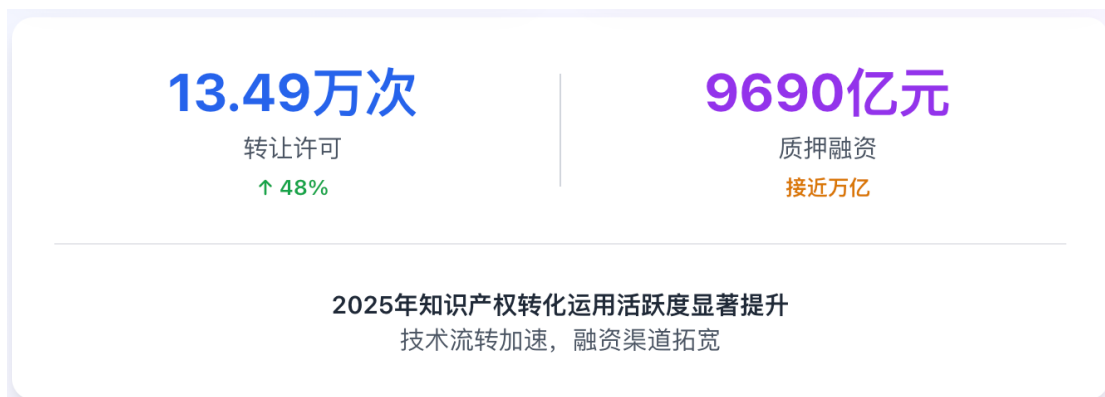 13.49万次
转让许可
↑ 48%
9690亿元
质押融资
接近万亿
2025年知识产权转化运用活跃度显著提升
技术流转加速，融资渠道拓宽